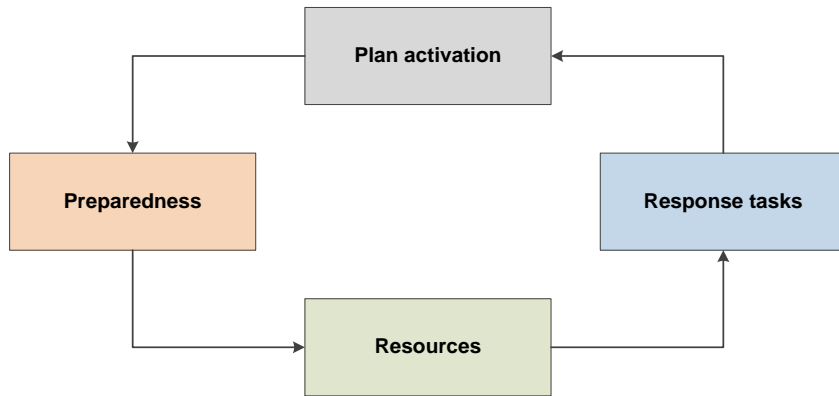 Plan activation
Preparedness
Response tasks
Resources